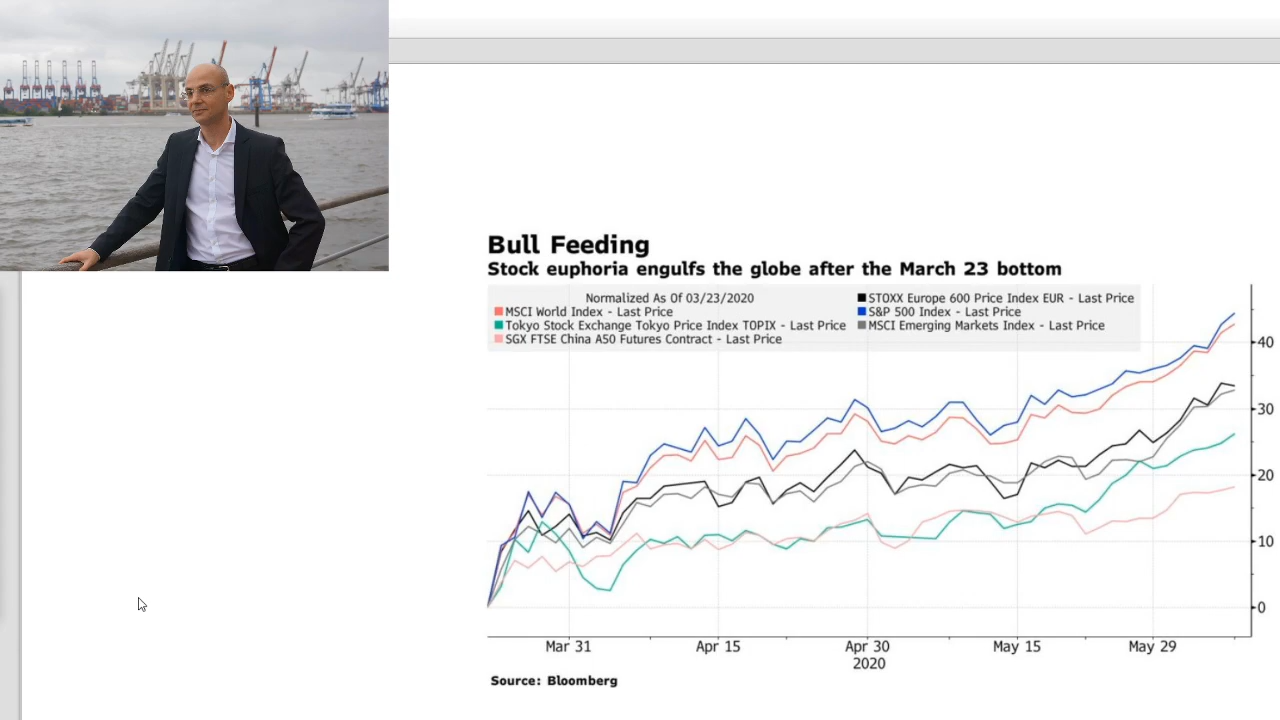 Bull Feeding
Stock euphoria engulfs the globe after the March 23 bottom
Normalized As Of 03/23/2020
MSCI World Index - Last Price
Tokyo Stock Exchange Tokyo Price Index TOPIX - Last Price
SGX FTSE China A50 Futures Contract - Last Price
STOXX Europe 600 Price Index EUR - Last Price
S&P 500 Index - Last Price
MSCI Emerging Markets Index - Last Price
40
30
20
10
0
Mar 31 Apr 15 Apr 30 May 15 May 29
2020
Source: Bloomberg